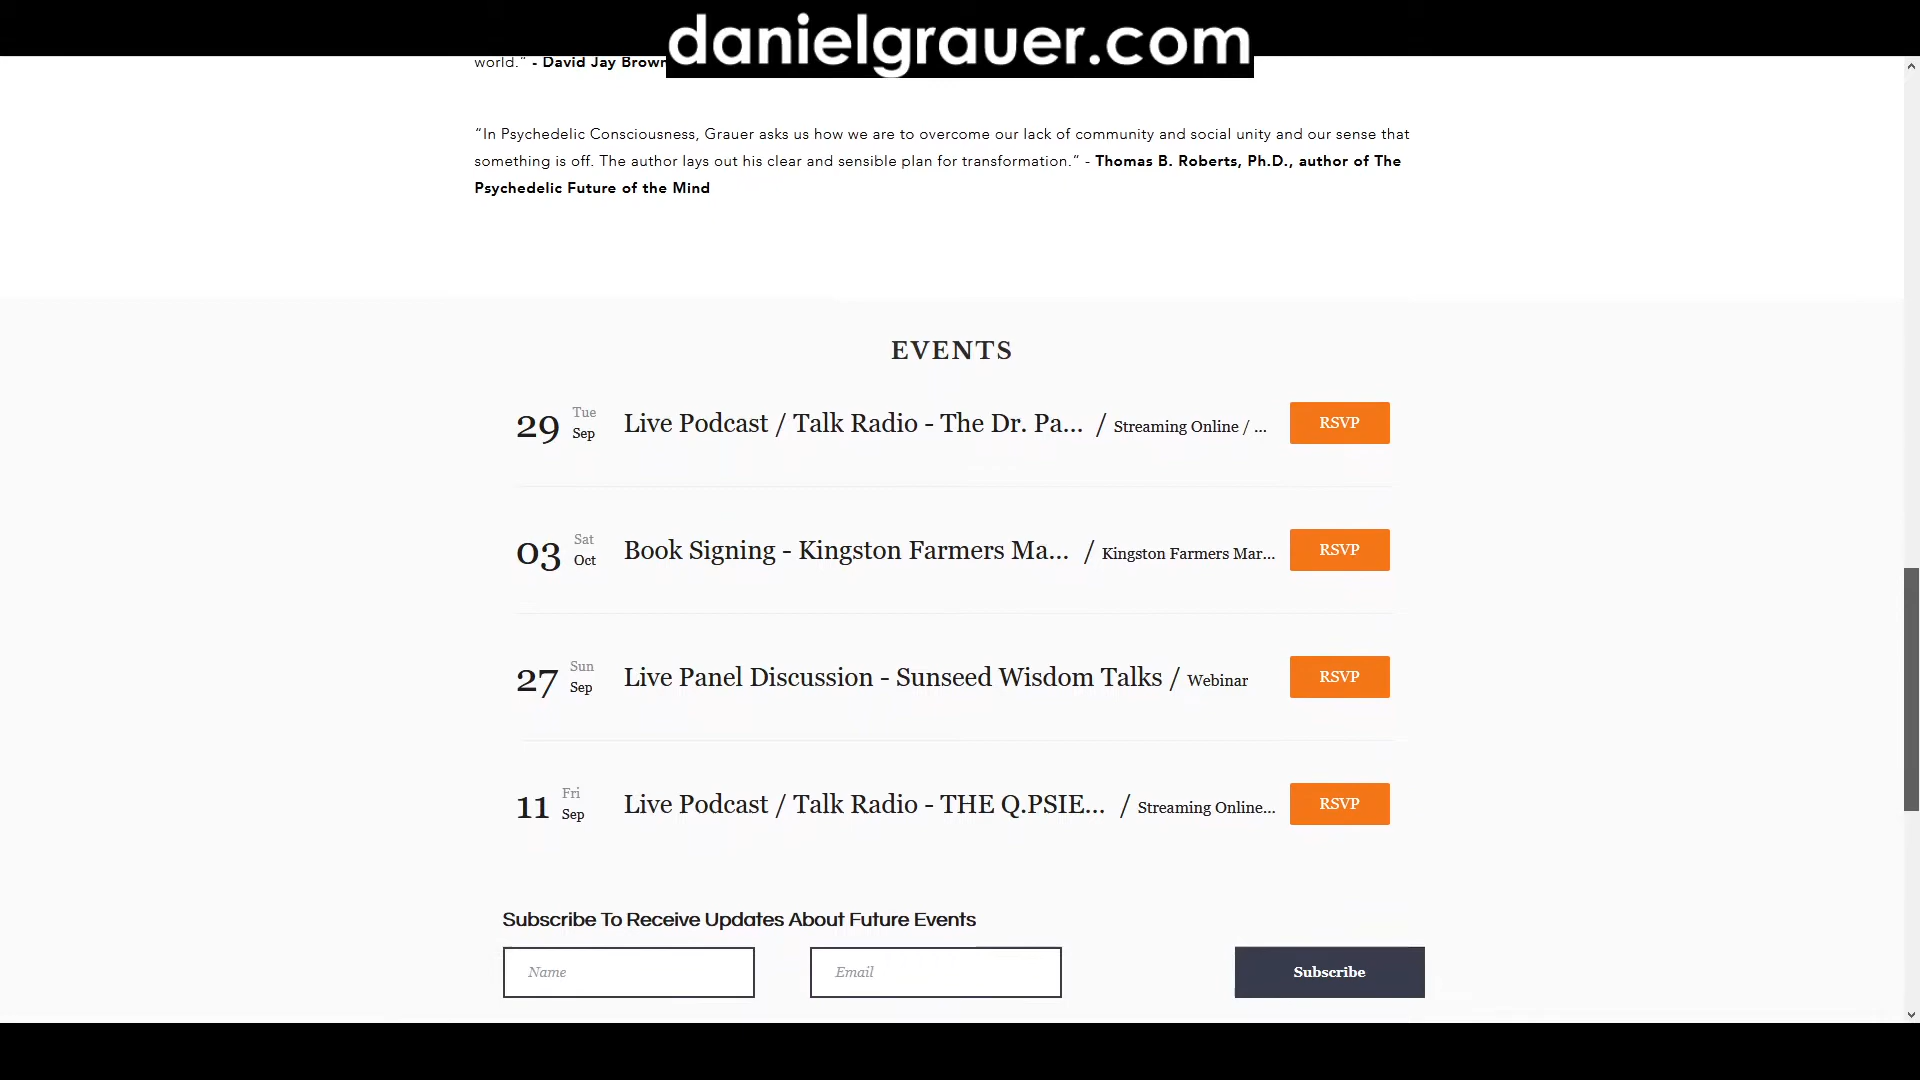 danielgrauer.com
world.” - David Jay Brown
“In Psychedelic Consciousness, Grauer asks us how we are to overcome our lack of community and social unity and our sense that
something is off. The author lays out his clear and sensible plan for transformation.” - Thomas B. Roberts, Ph.D., author of The
Psychedelic Future of the Mind
EVENTS
29 Tue Sep Live Podcast / Talk Radio - The Dr. Pa... / Streaming Online / ... RSVP
03 Sat Oct Book Signing - Kingston Farmers Ma... / Kingston Farmers Mar... RSVP
27 Sun Sep Live Panel Discussion - Sunseed Wisdom Talks / Webinar RSVP
11 Fri Sep Live Podcast / Talk Radio - THE Q.PSIE... / Streaming Online... RSVP
Subscribe To Receive Updates About Future Events
Name Email Subscribe